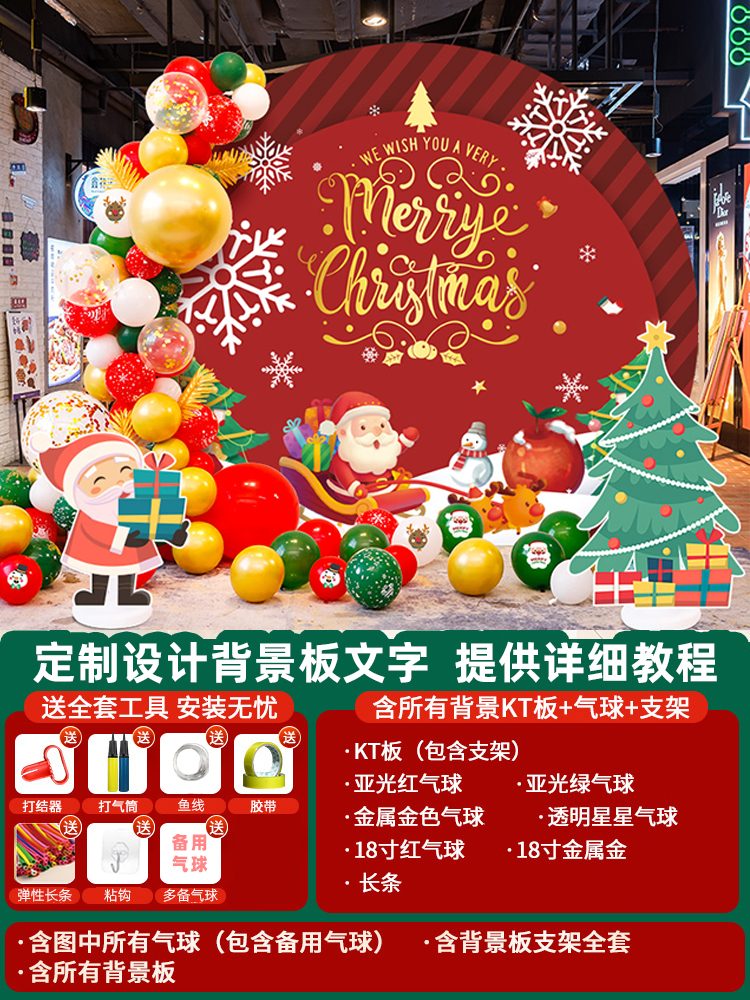 WE WISH YOU A VERY
Merry
Christmas
定制设计背景板文字 提供详细教程
送全套工具 安装无忧
送 送 送 送
打结器 打气筒 鱼线 胶带
送 送 送
备用
气球
弹性长条 粘钩 多备气球
含所有背景KT板+气球+支架
·KT板（包含支架）
·亚光红气球 ·亚光绿气球
·金属金色气球 ·透明星星气球
·18寸红气球 ·18寸金属金
·长条
·含图中所有气球（包含备用气球） ·含背景板支架全套
·含所有背景板